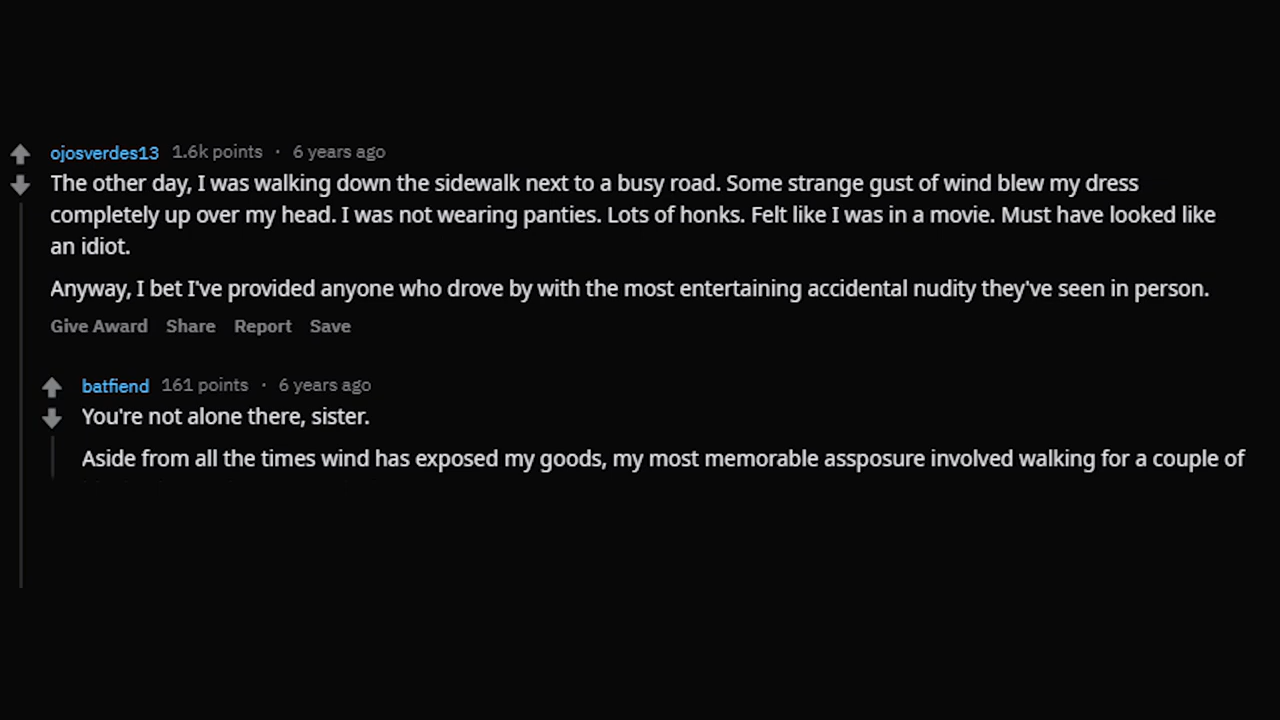 ojosverdes13 1.6k points · 6 years ago
The other day, I was walking down the sidewalk next to a busy road. Some strange gust of wind blew my dress
completely up over my head. I was not wearing panties. Lots of honks. Felt like I was in a movie. Must have looked like
an idiot.
Anyway, I bet I've provided anyone who drove by with the most entertaining accidental nudity they've seen in person.
Give Award Share Report Save
batfiend 161 points · 6 years ago
You're not alone there, sister.
Aside from all the times wind has exposed my goods, my most memorable assposure involved walking for a couple of